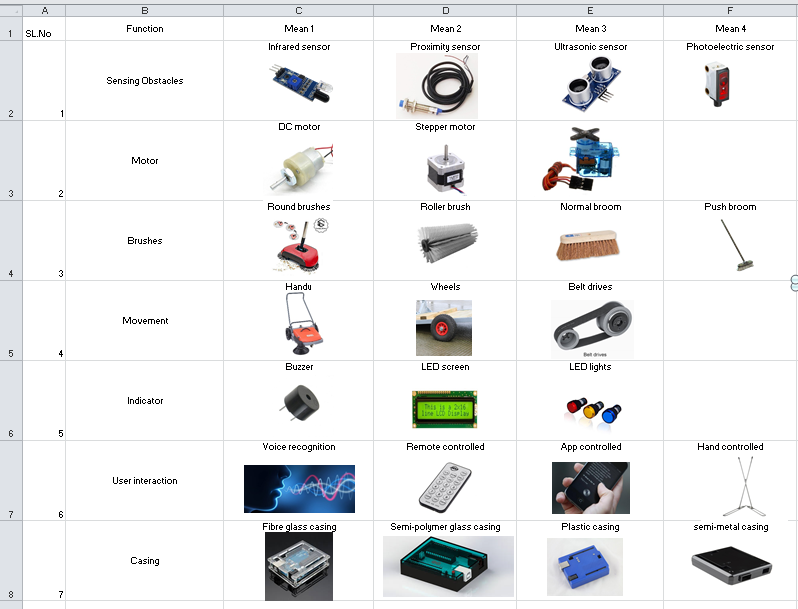 A B C D E F
1 SL.No Function Mean 1 Mean 2 Mean 3 Mean 4
Infrared sensor Proximity sensor Ultrasonic sensor Photoelectric sensor
Sensing Obstacles
2 1
DC motor Stepper motor
Motor
3 2
Round brushes Roller brush Normal broom Push broom
Brushes
4 3
Handu Wheels Belt drives
Movement
Belt drives
5 4
Buzzer LED screen LED lights
Indicator
This is a 2x16
line LCD Display
6 5
Voice recognition Remote controlled App controlled Hand controlled
User interaction
7 6
Fibre glass casing Semi-polymer glass casing Plastic casing semi-metal casing
Casing
8 7